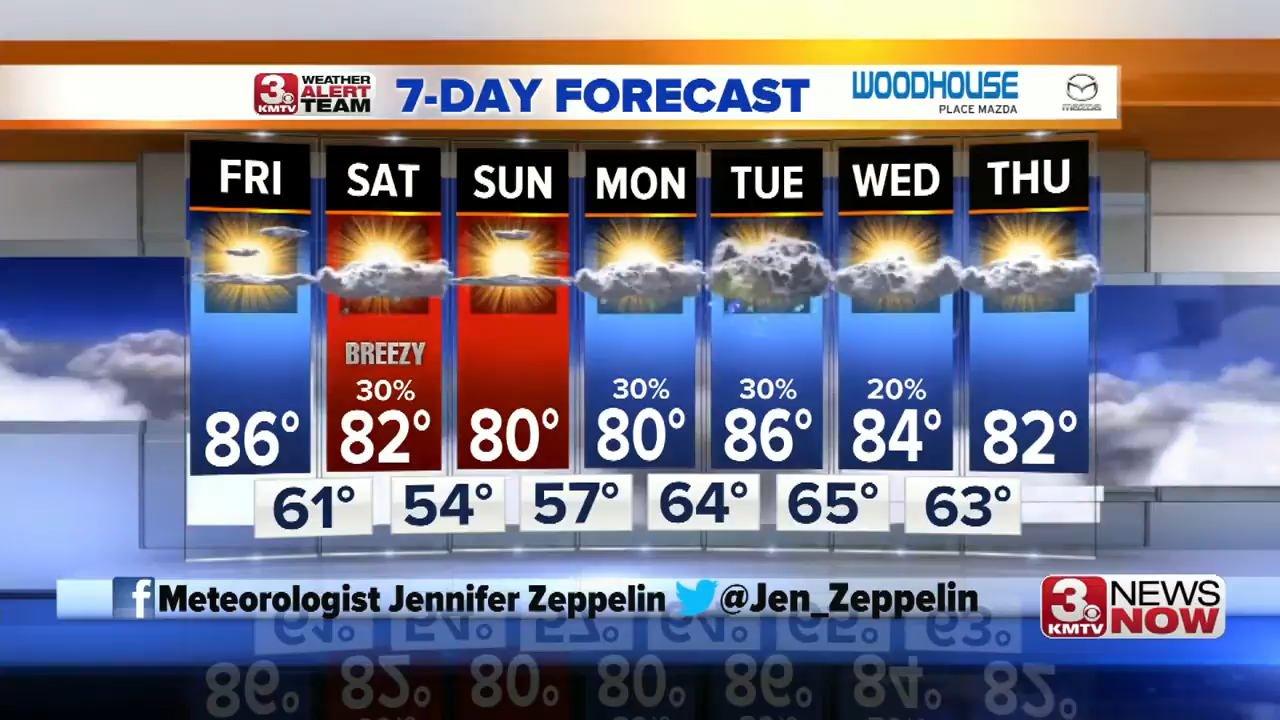 3 KMTV WEATHER ALERT TEAM
7-DAY FORECAST
WOODHOUSE
PLACE MAZDA
mazda
FRI SAT SUN MON TUE WED THU
BREEZY
30% 30% 30% 20%
86° 82° 80° 80° 86° 84° 82°
61° 54° 57° 64° 65° 63°
f Meteorologist Jennifer Zeppelin @Jen_Zeppelin
3 KMTV NEWS NOW